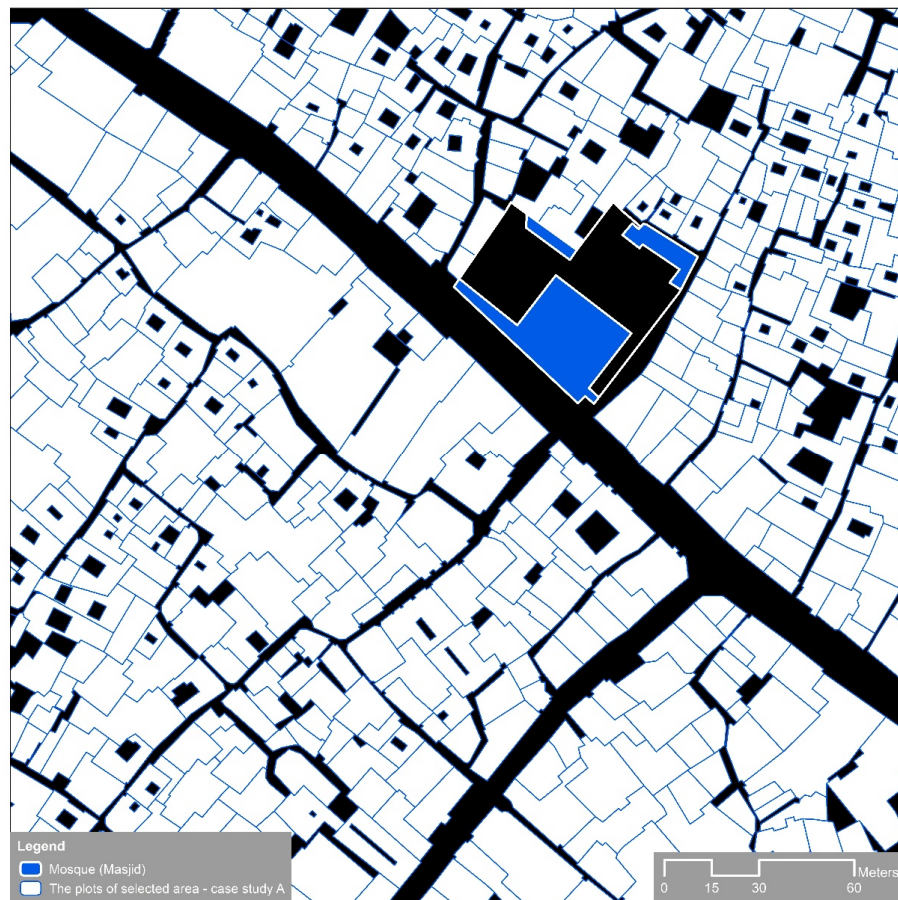 Legend
Mosque (Masjid)
The plots of selected area - case study A
Meters
0 15 30 60